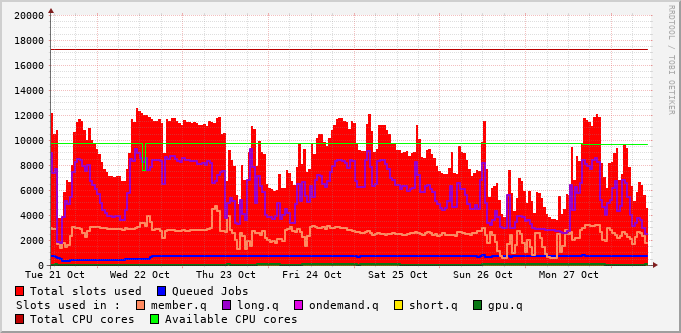 20000
18000
16000
14000
12000
10000
8000
6000
4000
2000
0
Tue 21 Oct Wed 22 Oct Thu 23 Oct Fri 24 Oct Sat 25 Oct Sun 26 Oct Mon 27 Oct
Total slots used Queued Jobs
Slots used in : member.q long.q ondemand.q short.q gpu.q
Total CPU cores Available CPU cores
RRDTOOL / TOBI OETIKER